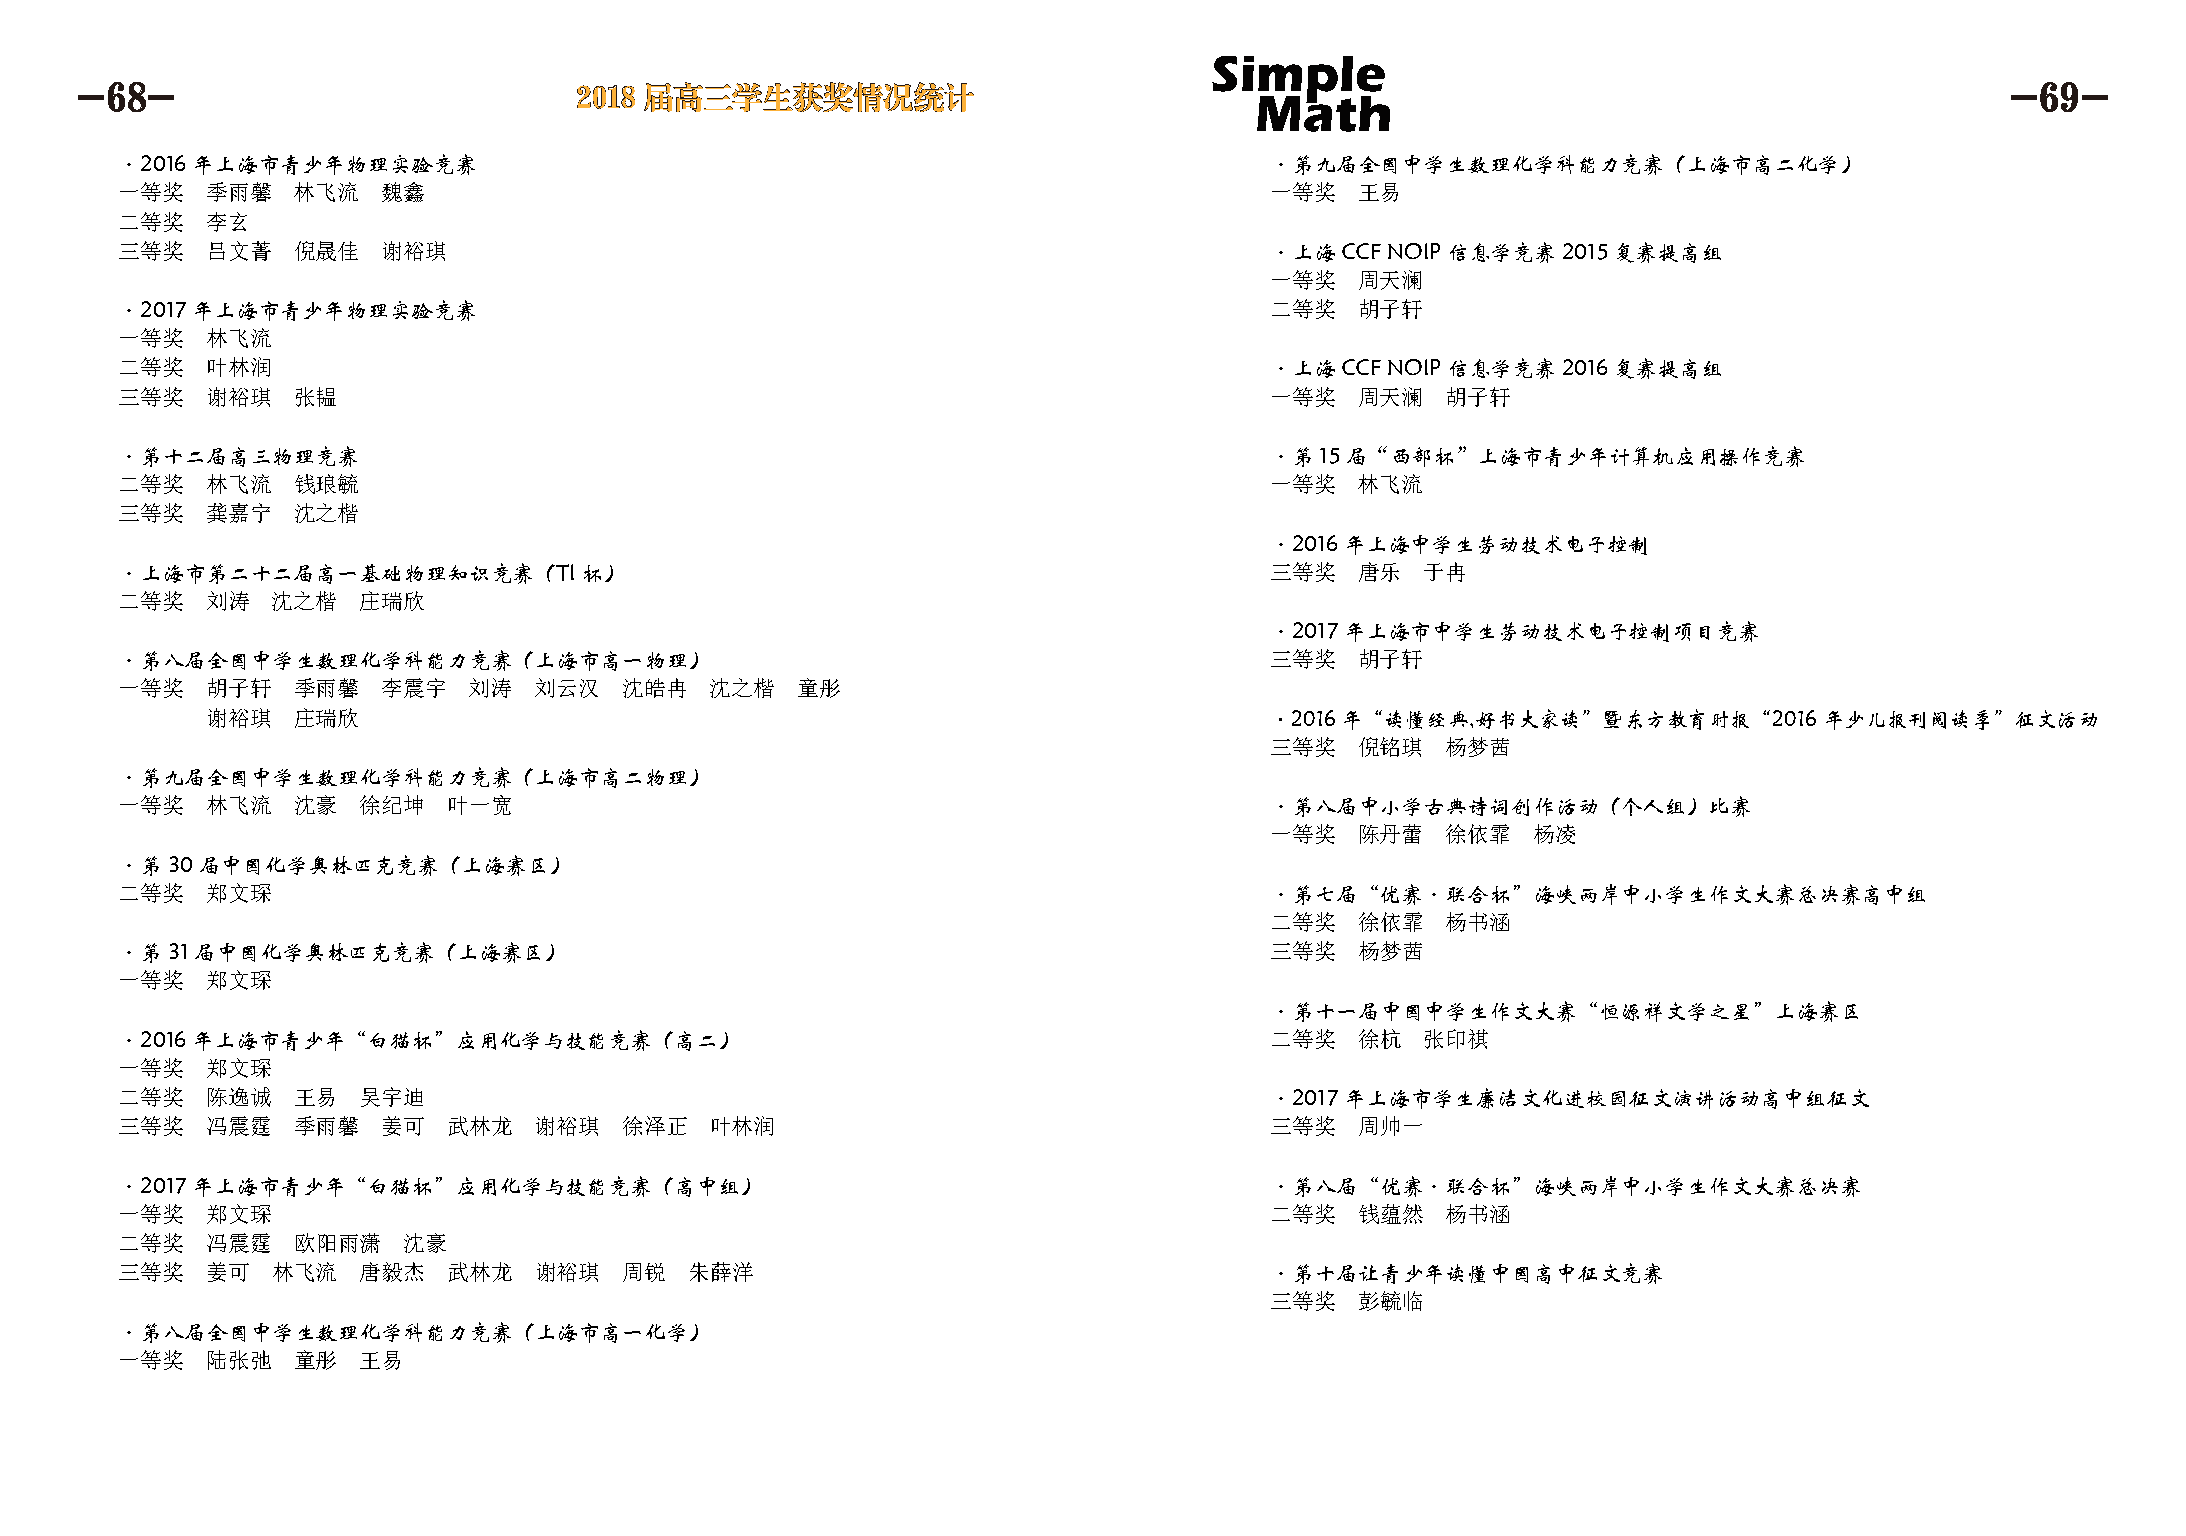 —68—
2018 届高三学生获奖情况统计
·2016 年上海市青少年物理实验竞赛
一等奖　季雨馨　林飞流　魏鑫
二等奖　李玄
三等奖　吕文菁　倪晟佳　谢裕琪
·2017 年上海市青少年物理实验竞赛
一等奖　林飞流
二等奖　叶林润
三等奖　谢裕琪　张韫
·第十二届高三物理竞赛
二等奖　林飞流　钱琅毓
三等奖　龚嘉宁　沈之楷
·上海市第二十二届高一基础物理知识竞赛（TI 杯）
二等奖　刘涛　沈之楷　庄瑞欣
·第八届全国中学生数理化学科能力竞赛（上海市高一物理）
一等奖　胡子轩　季雨馨　李震宇　刘涛　刘云汉　沈皓冉　沈之楷　童彤
谢裕琪　庄瑞欣
·第九届全国中学生数理化学科能力竞赛（上海市高二物理）
一等奖　林飞流　沈豪　徐纪坤　叶一宽
·第 30 届中国化学奥林匹克竞赛（上海赛区）
二等奖　郑文琛
·第 31 届中国化学奥林匹克竞赛（上海赛区）
一等奖　郑文琛
·2016 年上海市青少年“白猫杯”应用化学与技能竞赛（高二）
一等奖　郑文琛
二等奖　陈逸诚　王易　吴宇迪
三等奖　冯震霆　季雨馨　姜可　武林龙　谢裕琪　徐泽正　叶林润
·2017 年上海市青少年“白猫杯”应用化学与技能竞赛（高中组）
一等奖　郑文琛
二等奖　冯震霆　欧阳雨潇　沈豪
三等奖　姜可　林飞流　唐毅杰　武林龙　谢裕琪　周锐　朱薛洋
·第八届全国中学生数理化学科能力竞赛（上海市高一化学）
一等奖　陆张弛　童彤　王易
Simple
Math
—69—
·第九届全国中学生数理化学科能力竞赛（上海市高二化学）
一等奖　王易
·上海 CCF NOIP 信息学竞赛 2015 复赛提高组
一等奖　周天澜
二等奖　胡子轩
·上海 CCF NOIP 信息学竞赛 2016 复赛提高组
一等奖　周天澜　胡子轩
·第 15 届“西部杯”上海市青少年计算机应用操作竞赛
一等奖　林飞流
·2016 年上海中学生劳动技术电子控制
三等奖　唐乐　于冉
·2017 年上海市中学生劳动技术电子控制项目竞赛
三等奖　胡子轩
·2016 年“读懂经典,好书大家读”暨东方教育时报“2016 年少儿报刊阅读季”征文活动
三等奖　倪铭琪　杨梦茜
·第八届中小学古典诗词创作活动（个人组）比赛
一等奖　陈丹蕾　徐依霏　杨凌
·第七届“优赛·联合杯”海峡两岸中小学生作文大赛总决赛高中组
二等奖　徐依霏　杨书涵
三等奖　杨梦茜
·第十一届中国中学生作文大赛“恒源祥文学之星”上海赛区
二等奖　徐杭　张印祺
·2017 年上海市学生廉洁文化进校园征文演讲活动高中组征文
三等奖　周帅一
·第八届“优赛·联合杯”海峡两岸中小学生作文大赛总决赛
二等奖　钱蕴然　杨书涵
·第十届让青少年读懂中国高中征文竞赛
三等奖　彭毓临